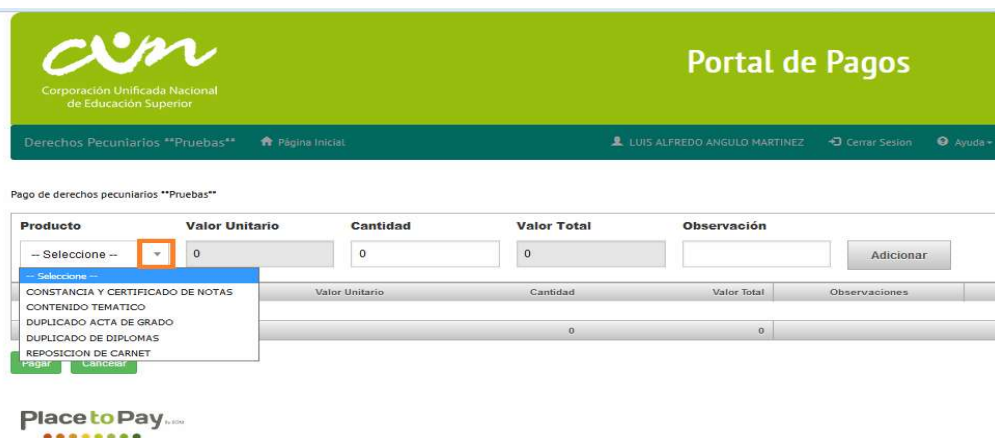 cun
Corporación Unificada Nacional
de Educación Superior
Portal de Pagos
Derechos Pecuniarios **Pruebas** Página Inicial LUIS ALFREDO ANGULO MARTINEZ Cerrar Sesion Ayuda
Pago de derechos pecuniarios **Pruebas**
Producto Valor Unitario Cantidad Valor Total Observación
-- Seleccione -- 0 0 0 Adicionar
-- Seleccione --
CONSTANCIA Y CERTIFICADO DE NOTAS
CONTENIDO TEMATICO
DUPLICADO ACTA DE GRADO
DUPLICADO DE DIPLOMAS
REPOSICION DE CARNET
Valor Unitario Cantidad Valor Total Observaciones
0 0
Pagar Cancelar
Place to Pay